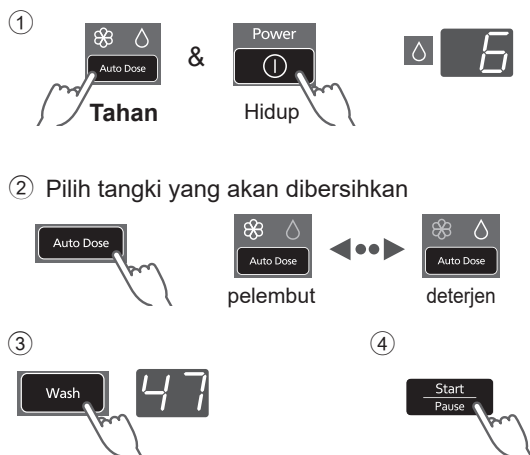 ①
Auto Dose
Tahan
&
Power
Hidup
6
② Pilih tangki yang akan dibersihkan
Auto Dose
Auto Dose
pelembut
Auto Dose
deterjen
③
Wash
47
④
Start
Pause